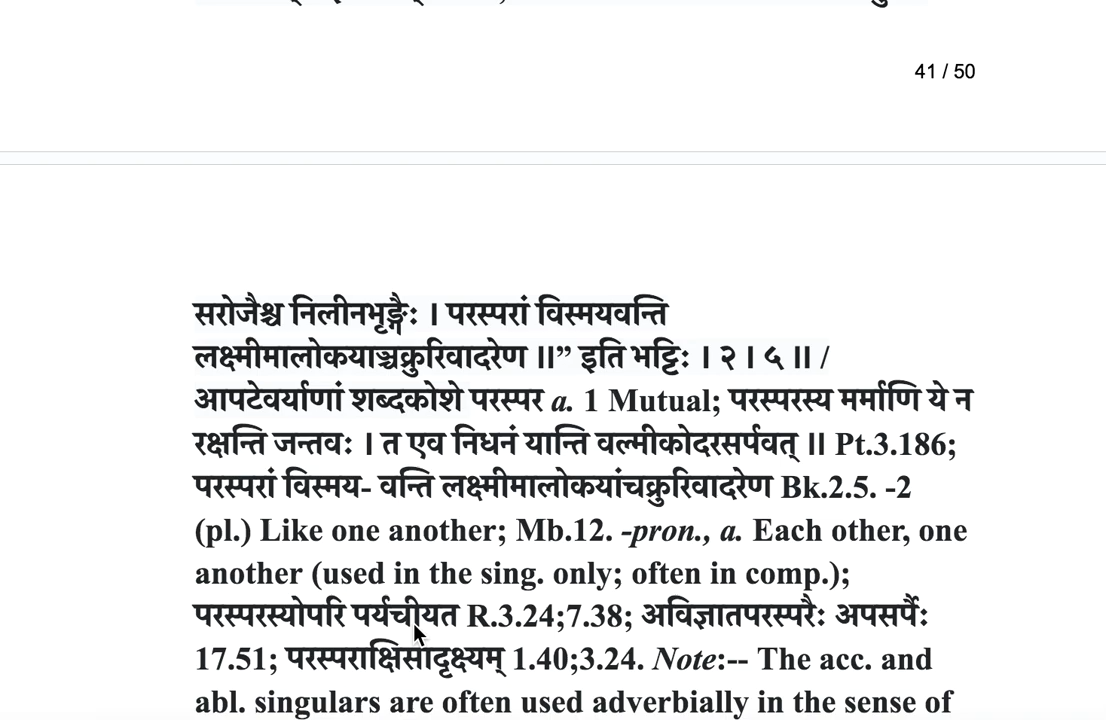 41 / 50
सरोजैश्च निलीनभृङ्गैः । परस्परां विस्मयवन्ति
लक्ष्मीमालोकयाञ्चक्रुरिवादरेण ॥” इति भट्टिः । २ । ५ ॥ /
आपटेवर्याणां शब्दकोशे परस्पर a. 1 Mutual; परस्परस्य मर्माणि ये न
रक्षन्ति जन्तवः । त एव निधनं यान्ति वल्मीकोदरसर्पवत् ॥ Pt.3.186;
परस्परां विस्मय- वन्ति लक्ष्मीमालोकयांचक्रुरिवादरेण Bk.2.5. -2
(pl.) Like one another; Mb.12. -pron., a. Each other, one
another (used in the sing. only; often in comp.);
परस्परस्योपरि पर्यचीयत R.3.24;7.38; अविज्ञातपरस्परैः अपसर्पैः
17.51; परस्पराक्षिसादृक्ष्यम् 1.40;3.24. Note:-- The acc. and
abl. singulars are often used adverbially in the sense of